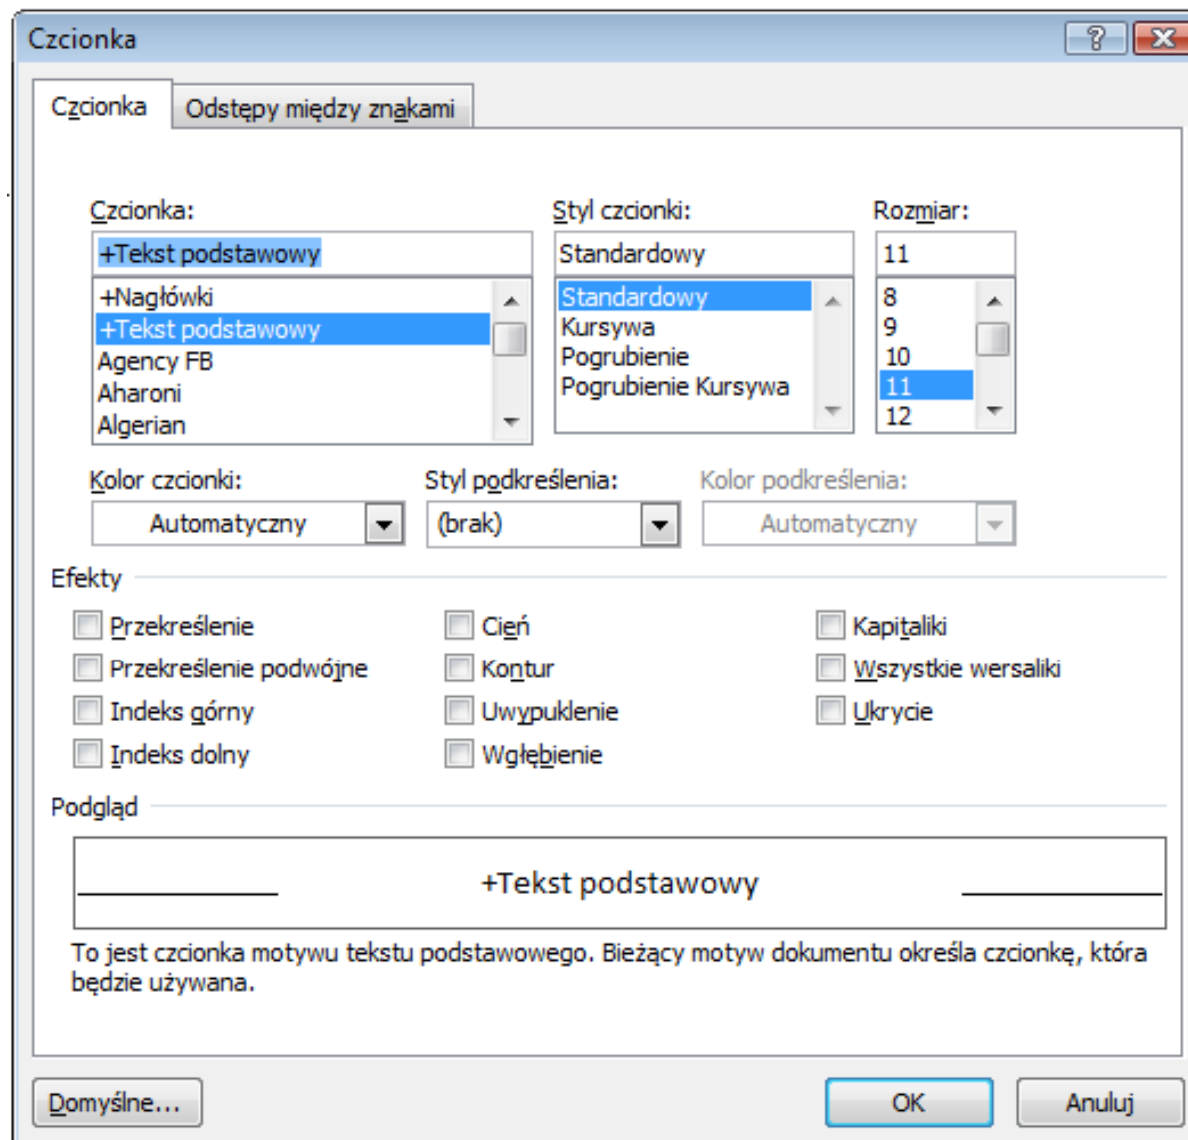 Czcionka
Czcionka
Odstępy między znakami
Czcionka:
Styl czcionki:
Rozmiar:
+Tekst podstawowy
Standardowy
11
+Nagłówki
+Tekst podstawowy
Agency FB
Aharoni
Algerian
Standardowy
Kursywa
Pogrubienie
Pogrubienie Kursywa
8
9
10
11
12
Kolor czcionki:
Styl podkreślenia:
Kolor podkreślenia:
Automatyczny
(brak)
Automatyczny
Efekty
Przekreślenie
Przekreślenie podwójne
Indeks górny
Indeks dolny
Cień
Kontur
Uwypuklenie
Wgłębienie
Kapitaliki
Wszystkie wersaliki
Ukrycie
Podgląd
+Tekst podstawowy
To jest czcionka motywu tekstu podstawowego. Bieżący motyw dokumentu określa czcionkę, która
będzie używana.
Domyślne...
OK
Anuluj